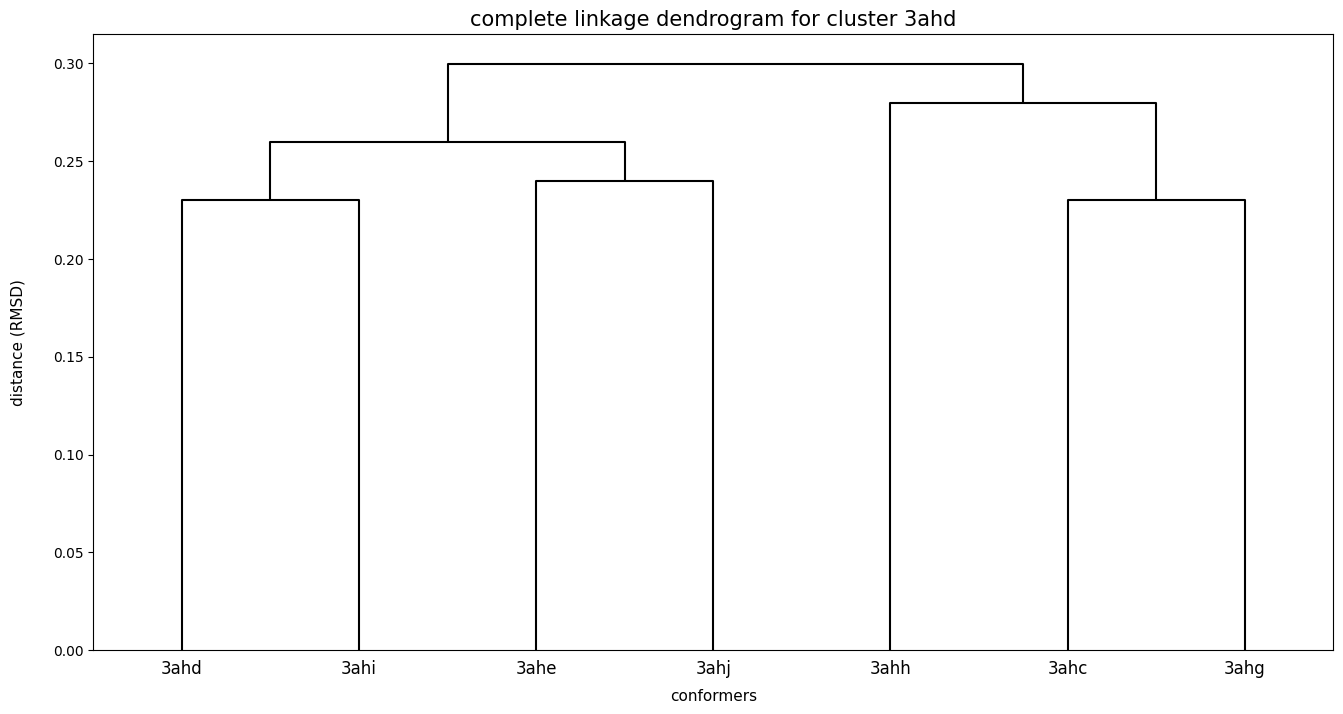 complete linkage dendrogram for cluster 3ahd
0.30
0.25
0.20
0.15
0.10
0.05
0.00
distance (RMSD)
3ahd 3ahi 3ahe 3ahj 3ahh 3ahc 3ahg
conformers